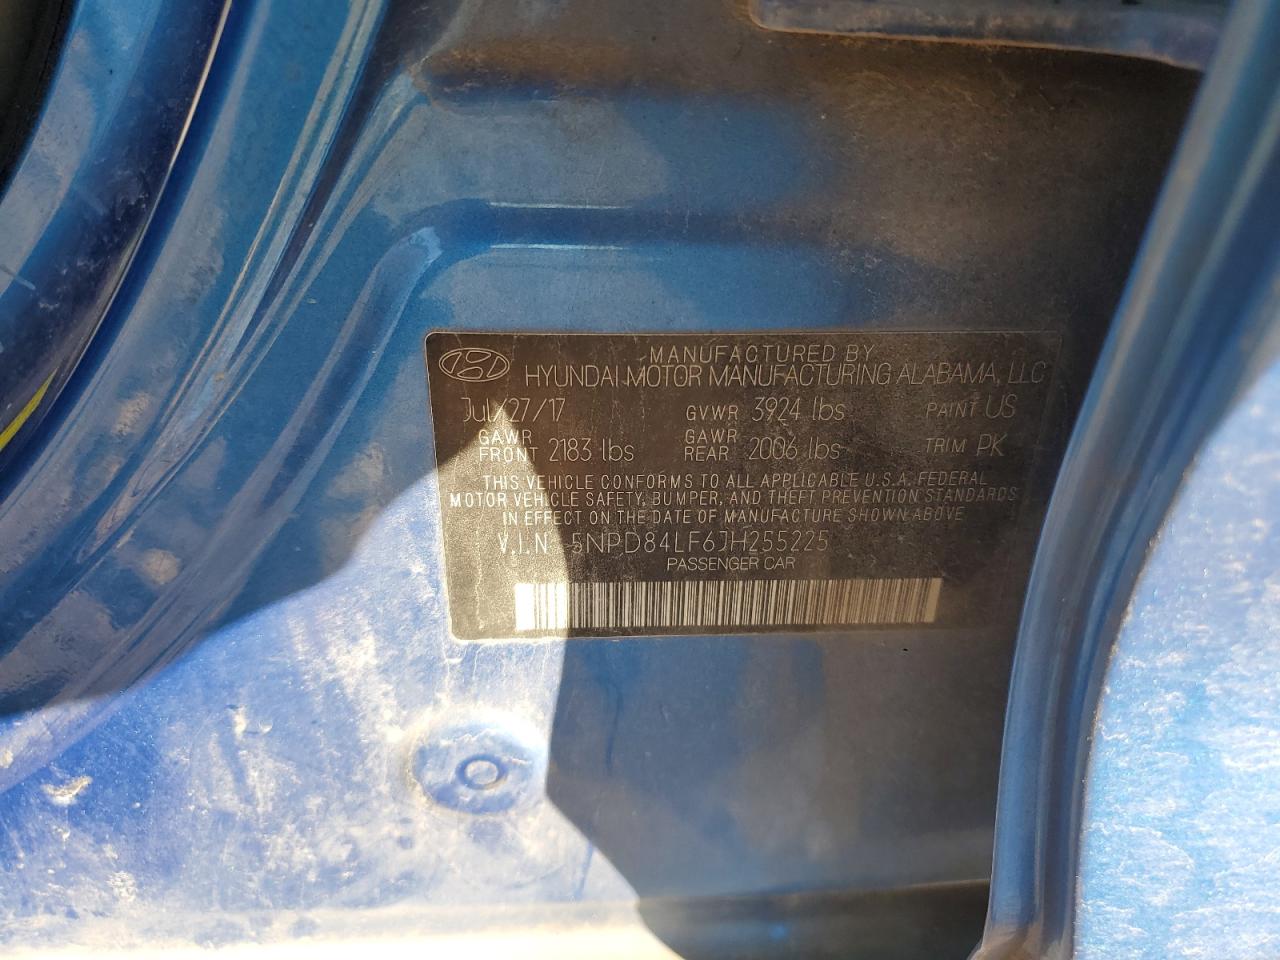 MANUFACTURED BY
HYUNDAI MOTOR MANUFACTURING ALABAMA, LLC
JUL/27/17 GVWR 3924 lbs PAINT US
GAWR FRONT 2183 lbs GAWR REAR 2006 lbs TRIM PK
THIS VEHICLE CONFORMS TO ALL APPLICABLE U.S.A. FEDERAL
MOTOR VEHICLE SAFETY, BUMPER, AND THEFT PREVENTION STANDARDS
IN EFFECT ON THE DATE OF MANUFACTURE SHOWN ABOVE
V.I.N 5NPD84LF6JH255225
PASSENGER CAR